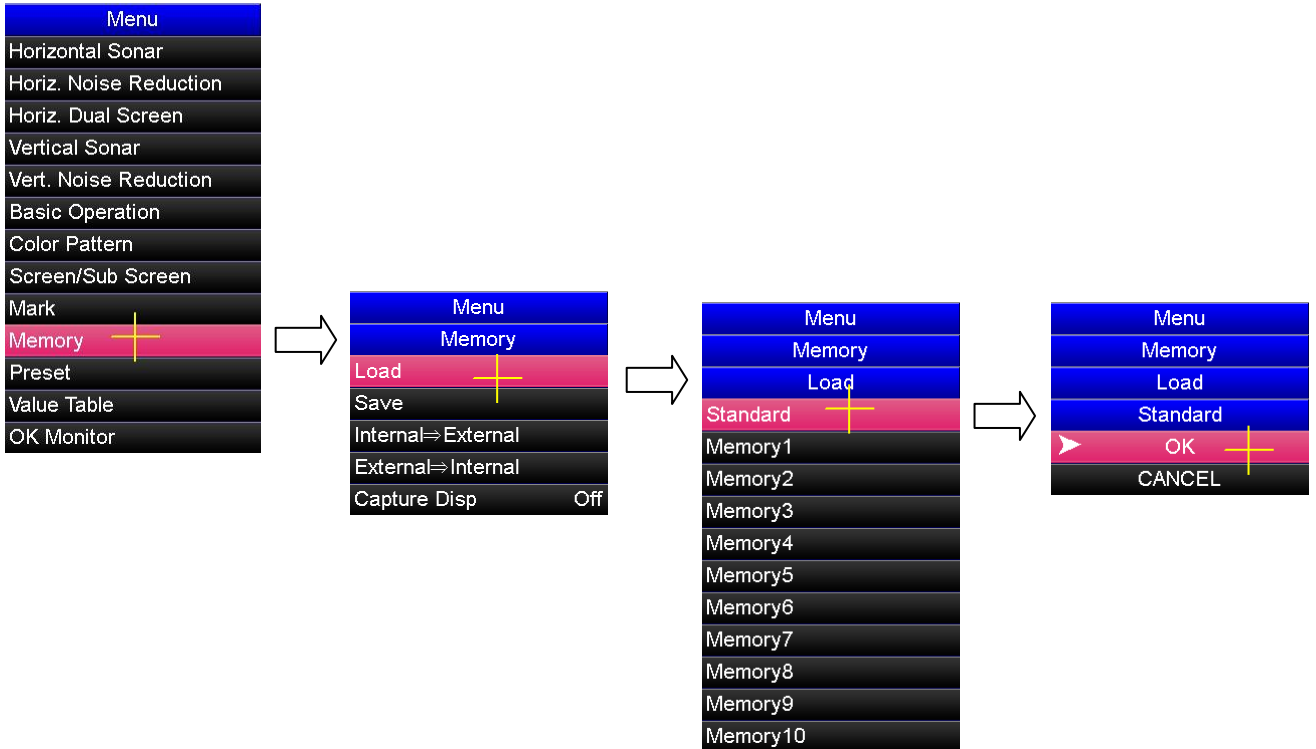 Menu
Horizontal Sonar
Horiz. Noise Reduction
Horiz. Dual Screen
Vertical Sonar
Vert. Noise Reduction
Basic Operation
Color Pattern
Screen/Sub Screen
Mark
Memory
Preset
Value Table
OK Monitor
Menu
Memory
Load
Save
Internal⇒External
External⇒Internal
Capture Disp Off
Menu
Memory
Load
Standard
Memory1
Memory2
Memory3
Memory4
Memory5
Memory6
Memory7
Memory8
Memory9
Memory10
Menu
Memory
Load
Standard
OK
CANCEL